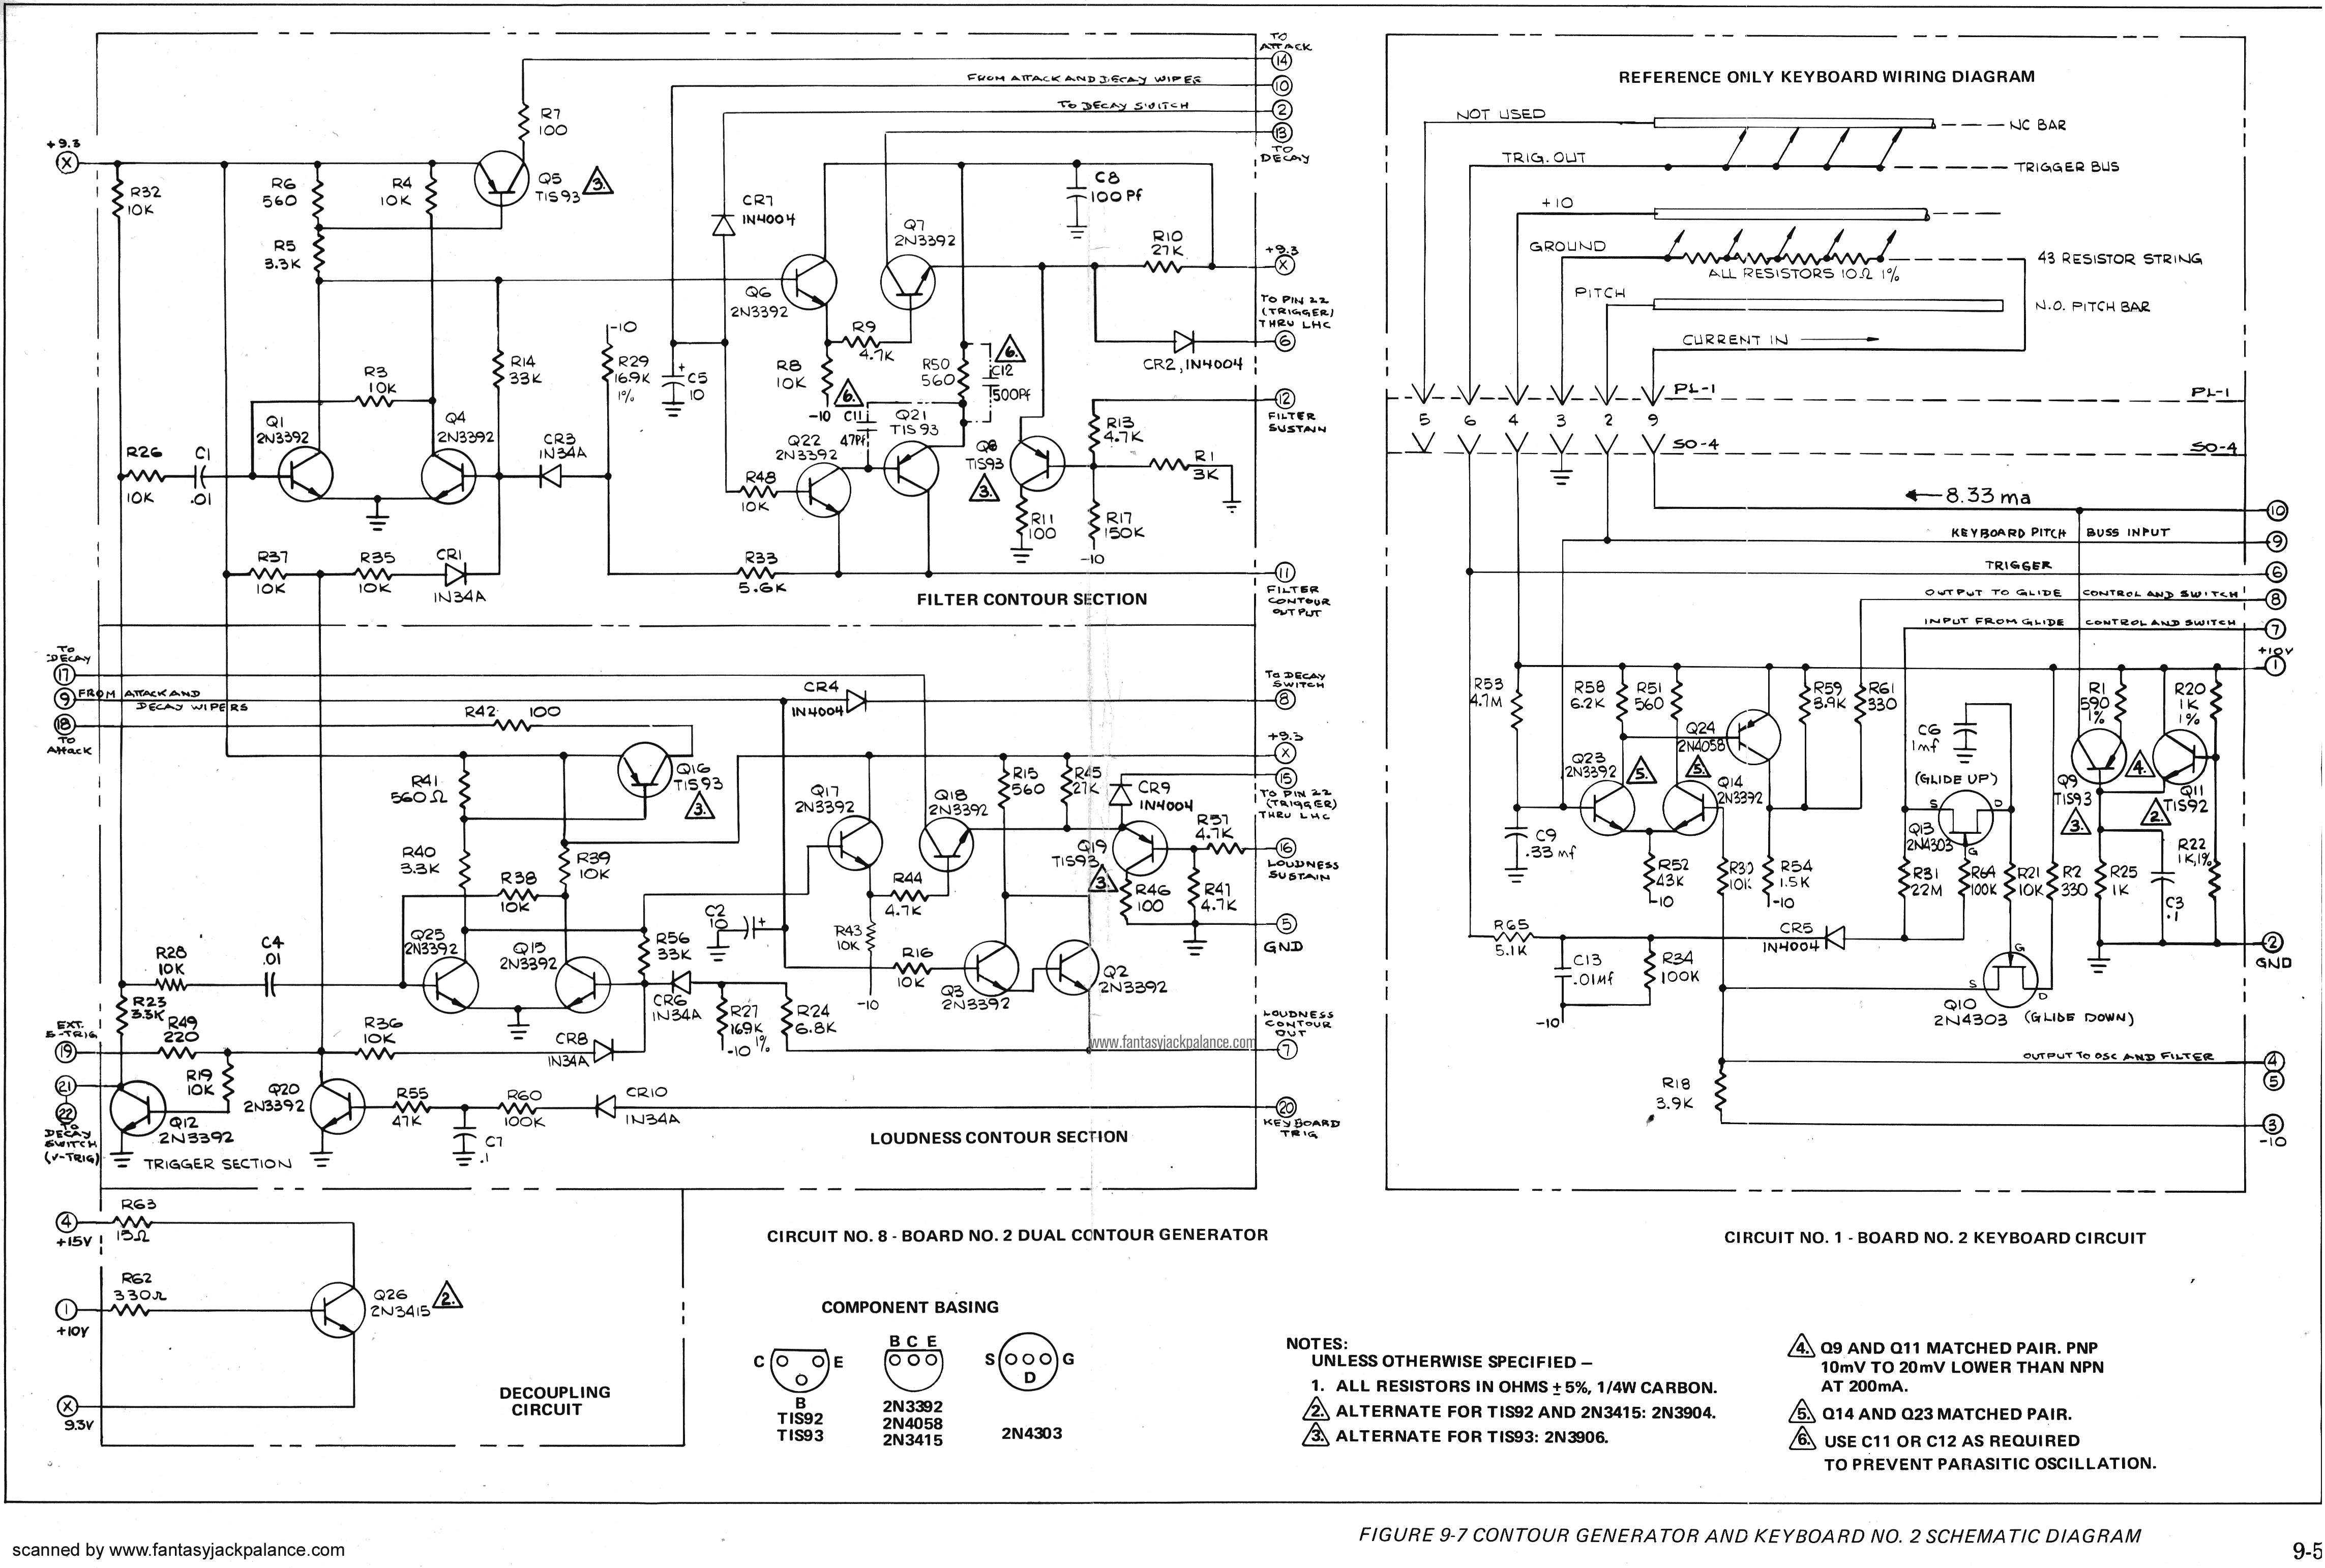 TO
ATTACK
14
FROM ATTACK AND DECAY WIPES
10
TO DECAY SWITCH
2
13
TO
DECAY
+9.3
X
R7
100
R32
10K
R6
560
R4
10K
Q5
TIS93
3.
R5
3.3K
CR7
1N4004
Q7
2N3392
C8
100 Pf
R10
27K
+9.3
X
Q6
2N3392
TO PIN 22
(TRIGGER)
THRU LHC
6
-10
R29
169K
1%
R14
33K
R9
4.7K
CR2, 1N4004
R3
10K
C5
10
+
R8
10K
-10
R50
560
6.
C12
500Pf
6.
C11
47Pf
12
FILTER
SUSTAIN
Q1
2N3392
Q4
2N3392
CR3
1N34A
Q21
TIS93
Q22
2N3392
Q8
TIS93
3.
R13
4.7K
R1
3K
R26
10K
C1
.01
R48
10K
R11
100
R17
150K
-10
R37
10K
R35
10K
CR1
1N34A
R33
5.6K
11
FILTER
CONTOUR
OUTPUT
FILTER CONTOUR SECTION
TO
DECAY
17
9
FROM ATTACK AND
DECAY WIPERS
18
TO
Attack
R42 100
CR4
1N4004
TO DECAY
SWITCH
8
+9.3
X
R41
560Ω
Q16
TIS93
3.
Q17
2N3392
Q18
2N3392
R15
560
R45
27K
CR9
1N4004
15
TO PIN 22
(TRIGGER)
THRU LHC
R57
4.7K
16
LOUDNESS
SUSTAIN
R40
3.3K
R39
10K
Q19
TIS93
3.
R38
10K
R44
4.7K
R46
100
R41
4.7K
C2
10
+
5
GND
Q25
2N3392
Q15
2N3392
R56
33K
R43
10K
-10
R16
10K
R28
10K
C4
.01
CR6
1N34A
Q3
2N3392
Q2
2N3392
R23
3.3K
R27
169K
1%
-10
R24
6.8K
EXT.
S-TRIG
19
R49
220
R36
10K
CR8
1N34A
LOUDNESS
CONTOUR
OUT
7
www.fantasyjackpalance.com
21
22
TO
DECAY
SWITCH
(V-TRIG)
R19
10K
Q20
2N3392
R55
47K
R60
100K
CR10
1N34A
20
KEYBOARD
TRIG
Q12
2N3392
C7
.1
LOUDNESS CONTOUR SECTION
TRIGGER SECTION
4
+15V
R63
13Ω
R62
330Ω
1
+10V
Q26
2N3415
2.
X
9.3V
DECOUPLING
CIRCUIT
CIRCUIT NO. 8 - BOARD NO. 2 DUAL CONTOUR GENERATOR
COMPONENT BASING
C E
B
TIS92
TIS93
B C E
2N3392
2N4058
2N3415
S G
D
2N4303
REFERENCE ONLY KEYBOARD WIRING DIAGRAM
NOT USED
NC BAR
TRIG. OUT
TRIGGER BUS
+10
GROUND
43 RESISTOR STRING
ALL RESISTORS 10Ω 1%
PITCH
N.O. PITCH BAR
CURRENT IN
PL-1
PL-1
5 6 4 3 2 9
SO-4
SO-4
8.33 ma
10
KEYBOARD PITCH BUSS INPUT
9
TRIGGER
6
OUTPUT TO GLIDE CONTROL AND SWITCH
8
INPUT FROM GLIDE CONTROL AND SWITCH
7
+10V
1
R53
4.7M
R58
6.2K
R51
560
R59
3.9K
R61
330
R1
590
1%
R20
1K
1%
Q24
2N4058
C6
1mf
Q23
2N3392
5.
5.
Q14
2N3392
(GLIDE UP)
S D
G
Q13
2N4303
Q9
TIS93
3.
4.
Q11
TIS92
2.
C9
.33 mf
R52
43K
-10
R30
10K
R54
1.5K
-10
R31
22M
R64
100K
R21
10K
R2
330
R25
1K
C3
.1
R22
1K,1%
R65
5.1K
CR5
1N4004
2
GND
C13
.01Mf
R34
100K
-10
G
S D
Q10
2N4303 (GLIDE DOWN)
OUTPUT TO OSC AND FILTER
4
5
R18
3.9K
3
-10
CIRCUIT NO. 1 - BOARD NO. 2 KEYBOARD CIRCUIT
NOTES:
UNLESS OTHERWISE SPECIFIED —
1. ALL RESISTORS IN OHMS ± 5%, 1/4W CARBON.
2. ALTERNATE FOR TIS92 AND 2N3415: 2N3904.
3. ALTERNATE FOR TIS93: 2N3906.
4. Q9 AND Q11 MATCHED PAIR. PNP
10mV TO 20mV LOWER THAN NPN
AT 200mA.
5. Q14 AND Q23 MATCHED PAIR.
6. USE C11 OR C12 AS REQUIRED
TO PREVENT PARASITIC OSCILLATION.
FIGURE 9-7 CONTOUR GENERATOR AND KEYBOARD NO. 2 SCHEMATIC DIAGRAM
9-5
scanned by www.fantasyjackpalance.com